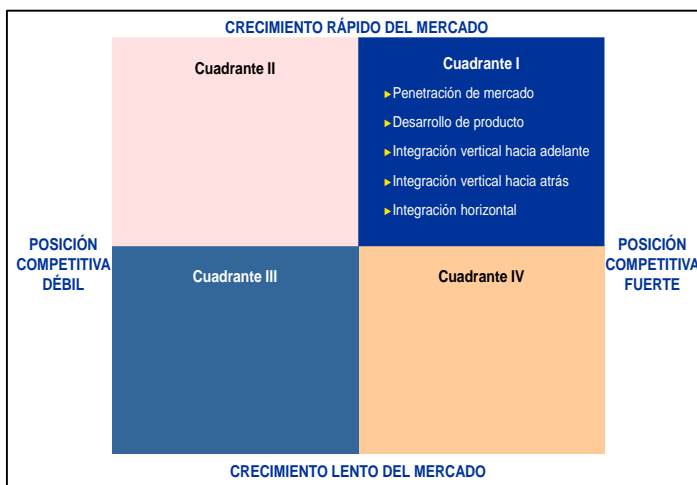 CRECIMIENTO RÁPIDO DEL MERCADO
Cuadrante II
Cuadrante I
►Penetración de mercado
►Desarrollo de producto
►Integración vertical hacia adelante
►Integración vertical hacia atrás
►Integración horizontal
POSICIÓN
COMPETITIVA
DÉBIL
POSICIÓN
COMPETITIVA
FUERTE
Cuadrante III
Cuadrante IV
CRECIMIENTO LENTO DEL MERCADO